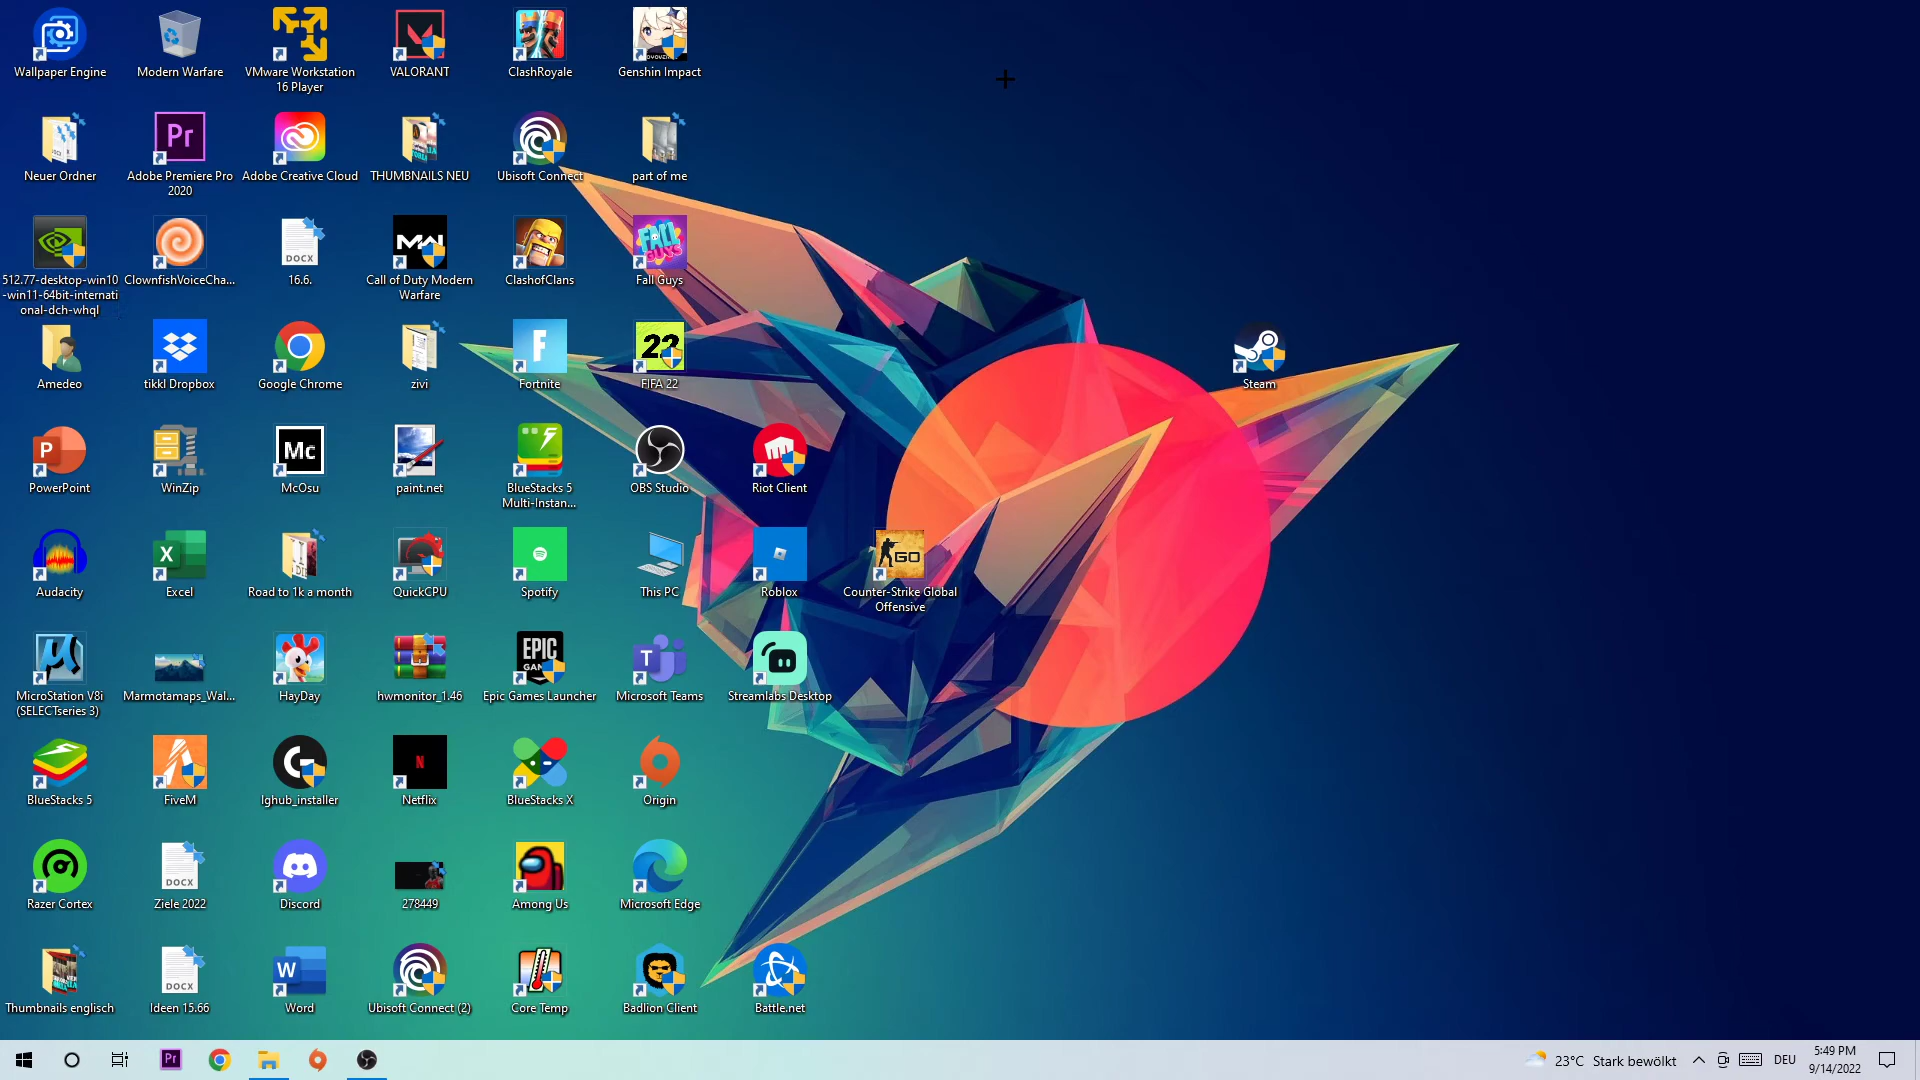 Wallpaper Engine
Modern Warfare
VMware Workstation
16 Player
VALORANT
ClashRoyale
Genshin Impact
Neuer Ordner
Adobe Premiere Pro
2020
Adobe Creative Cloud
THUMBNAILS NEU
Ubisoft Connect
part of me
512.77-desktop-win10
-win11-64bit-internati
onal-dch-whql
ClownfishVoiceCha...
16.6.
Call of Duty Modern
Warfare
ClashofClans
Fall Guys
Amedeo
tikkl Dropbox
Google Chrome
zivi
Fortnite
FIFA 22
Steam
PowerPoint
WinZip
McOsu
paint.net
BlueStacks 5
Multi-Instan...
OBS Studio
Riot Client
Audacity
Excel
Road to 1k a month
QuickCPU
Spotify
This PC
Roblox
Counter-Strike Global
Offensive
MicroStation V8i
(SELECTseries 3)
Marmotamaps_Wal...
HayDay
hwmonitor_1.46
Epic Games Launcher
Microsoft Teams
Streamlabs Desktop
BlueStacks 5
FiveM
lghub_installer
Netflix
BlueStacks X
Origin
Razer Cortex
Ziele 2022
Discord
278449
Among Us
Microsoft Edge
Thumbnails englisch
Ideen 15.66
Word
Ubisoft Connect (2)
Core Temp
Badlion Client
Battle.net
23°C Stark bewölkt
DEU
5:49 PM
9/14/2022